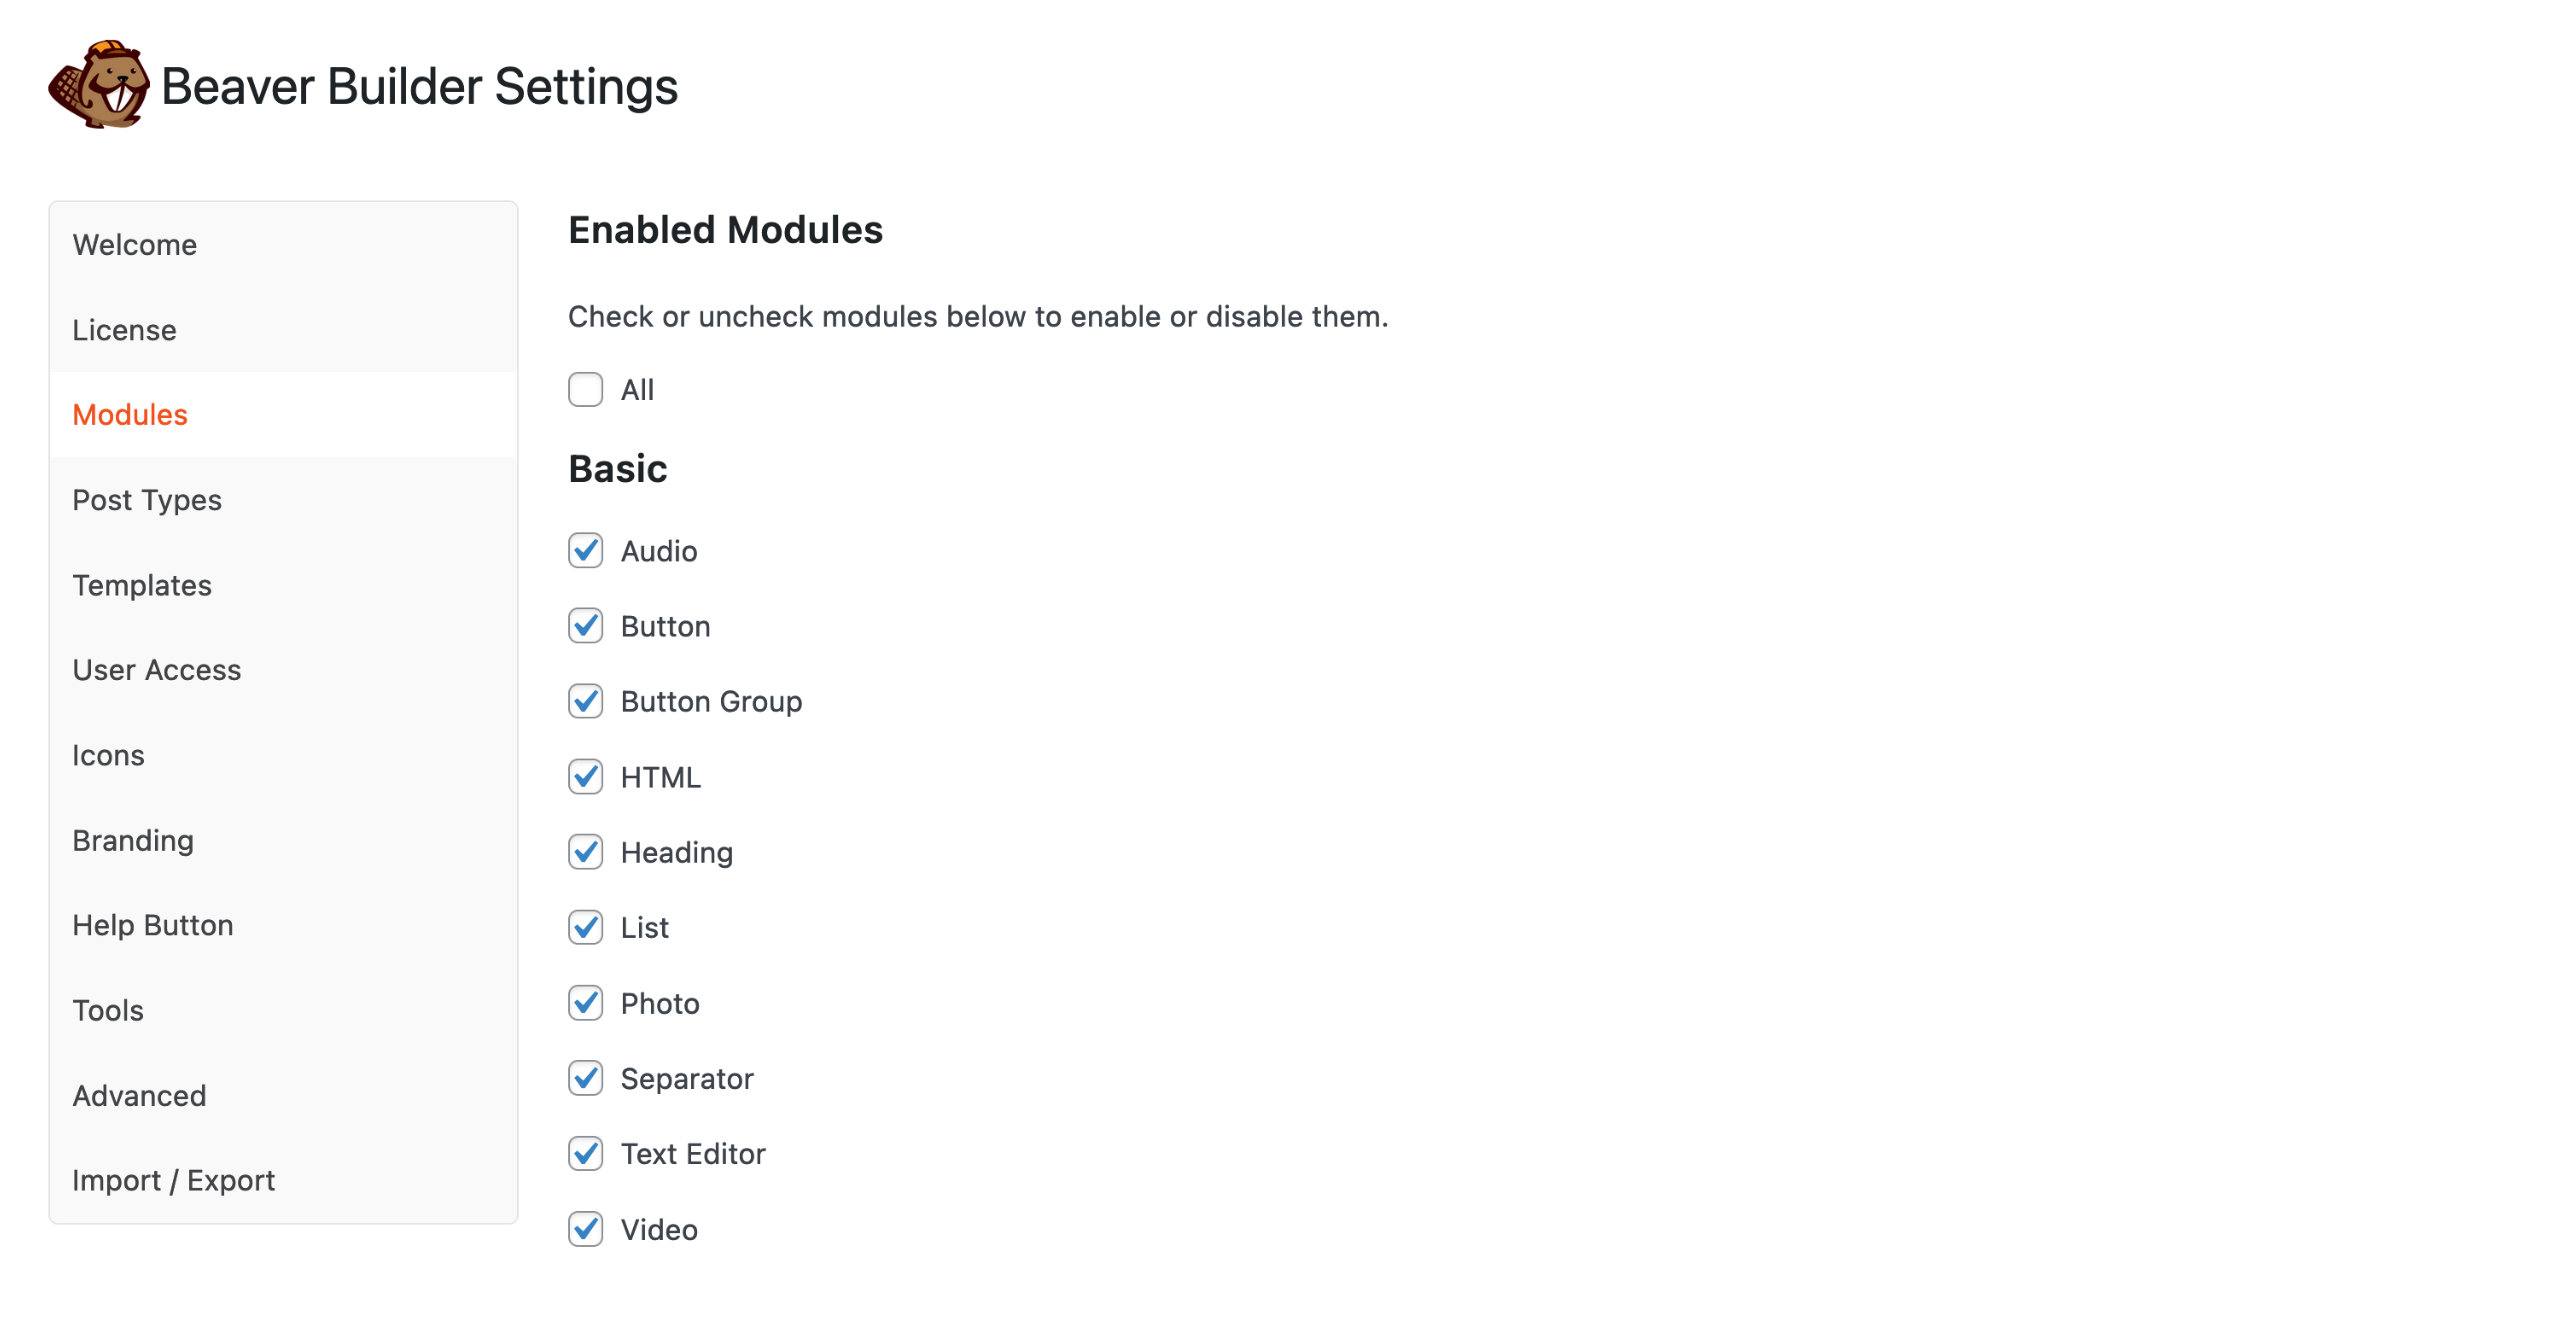 Beaver Builder Settings
Welcome
License
Modules
Post Types
Templates
User Access
Icons
Branding
Help Button
Tools
Advanced
Import / Export
Enabled Modules
Check or uncheck modules below to enable or disable them.
All
Basic
Audio
Button
Button Group
HTML
Heading
List
Photo
Separator
Text Editor
Video